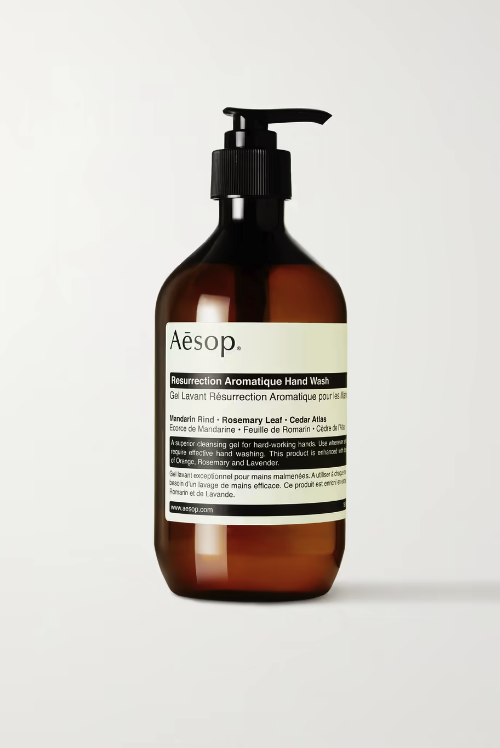 Aēsop®
Resurrection Aromatique Hand Wash
Gel Lavant Résurrection Aromatique pour les
Mandarin Rind • Rosemary Leaf • Cedar Atlas
Ecorce de Mandarine • Feuille de Romarin • Cèdre de l'Atlas
A superior cleansing gel for hard-working hands. Use
require effective hand washing. This product is enhanced
of Orange, Rosemary and Lavender.
Gel lavant exceptionnel pour mains malmenées. A utiliser à
besoin d'un lavage de mains efficace. Ce produit est
Romarin et de Lavande.
www.aesop.com